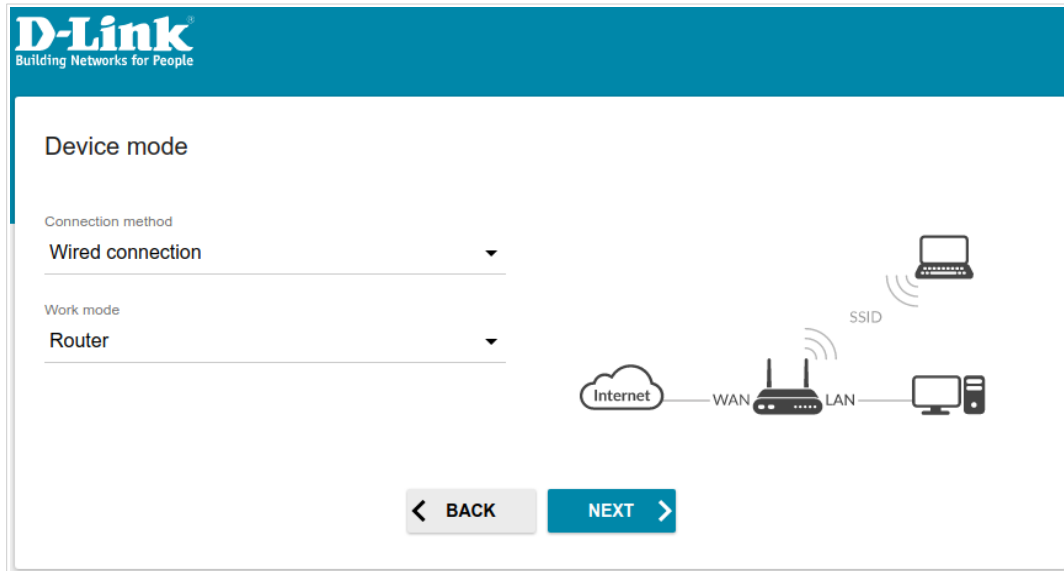 D-Link
Building Networks for People
Device mode
Connection method
Wired connection
Work mode
Router
SSID
Internet
WAN
LAN
BACK
NEXT